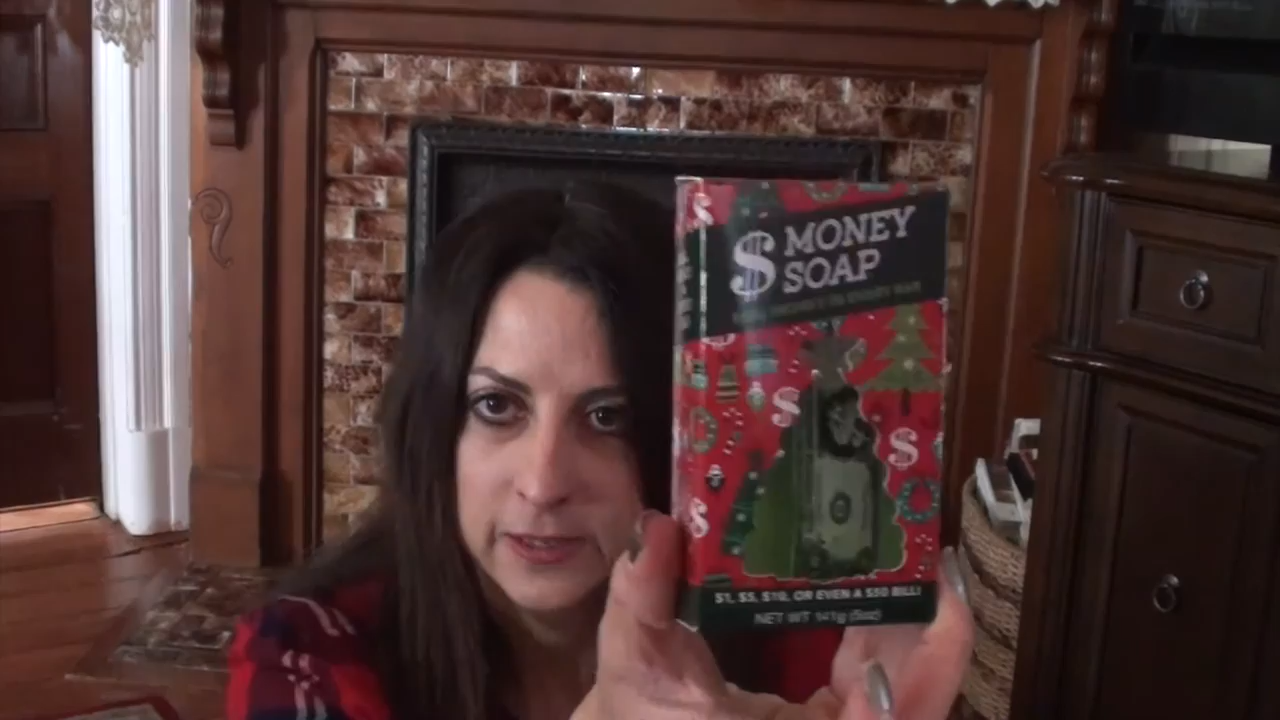 $ MONEY
SOAP
$1, $5, $10, OR EVEN A $50 BILL!
NET WT 141g (5oz)